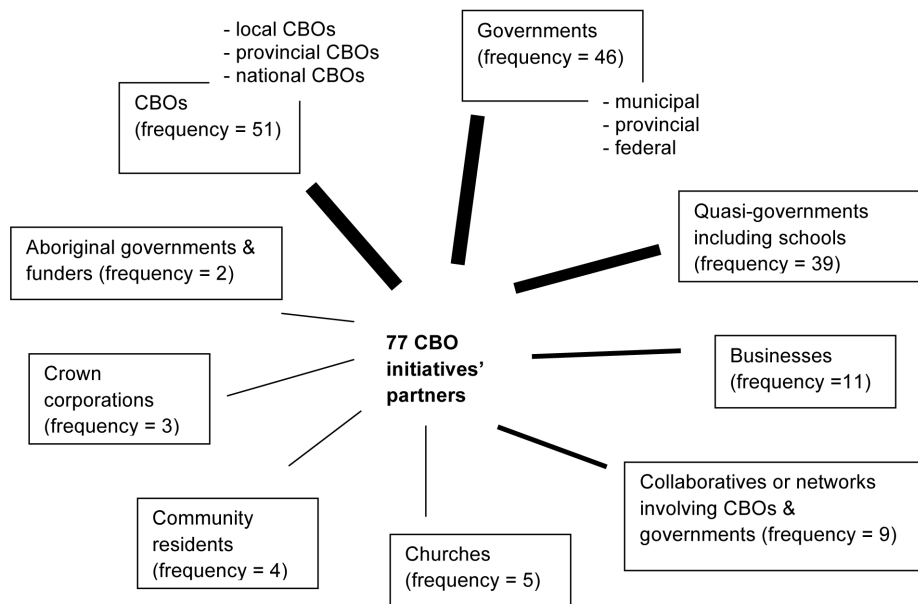 - local CBOs
- provincial CBOs
- national CBOs
CBOs
(frequency = 51)
Governments
(frequency = 46)
- municipal
- provincial
- federal
Quasi-governments
including schools
(frequency = 39)
Aboriginal governments &
funders (frequency = 2)
77 CBO
initiatives’
partners
Businesses
(frequency =11)
Crown
corporations
(frequency = 3)
Collaboratives or networks
involving CBOs &
governments (frequency = 9)
Community
residents
(frequency = 4)
Churches
(frequency = 5)